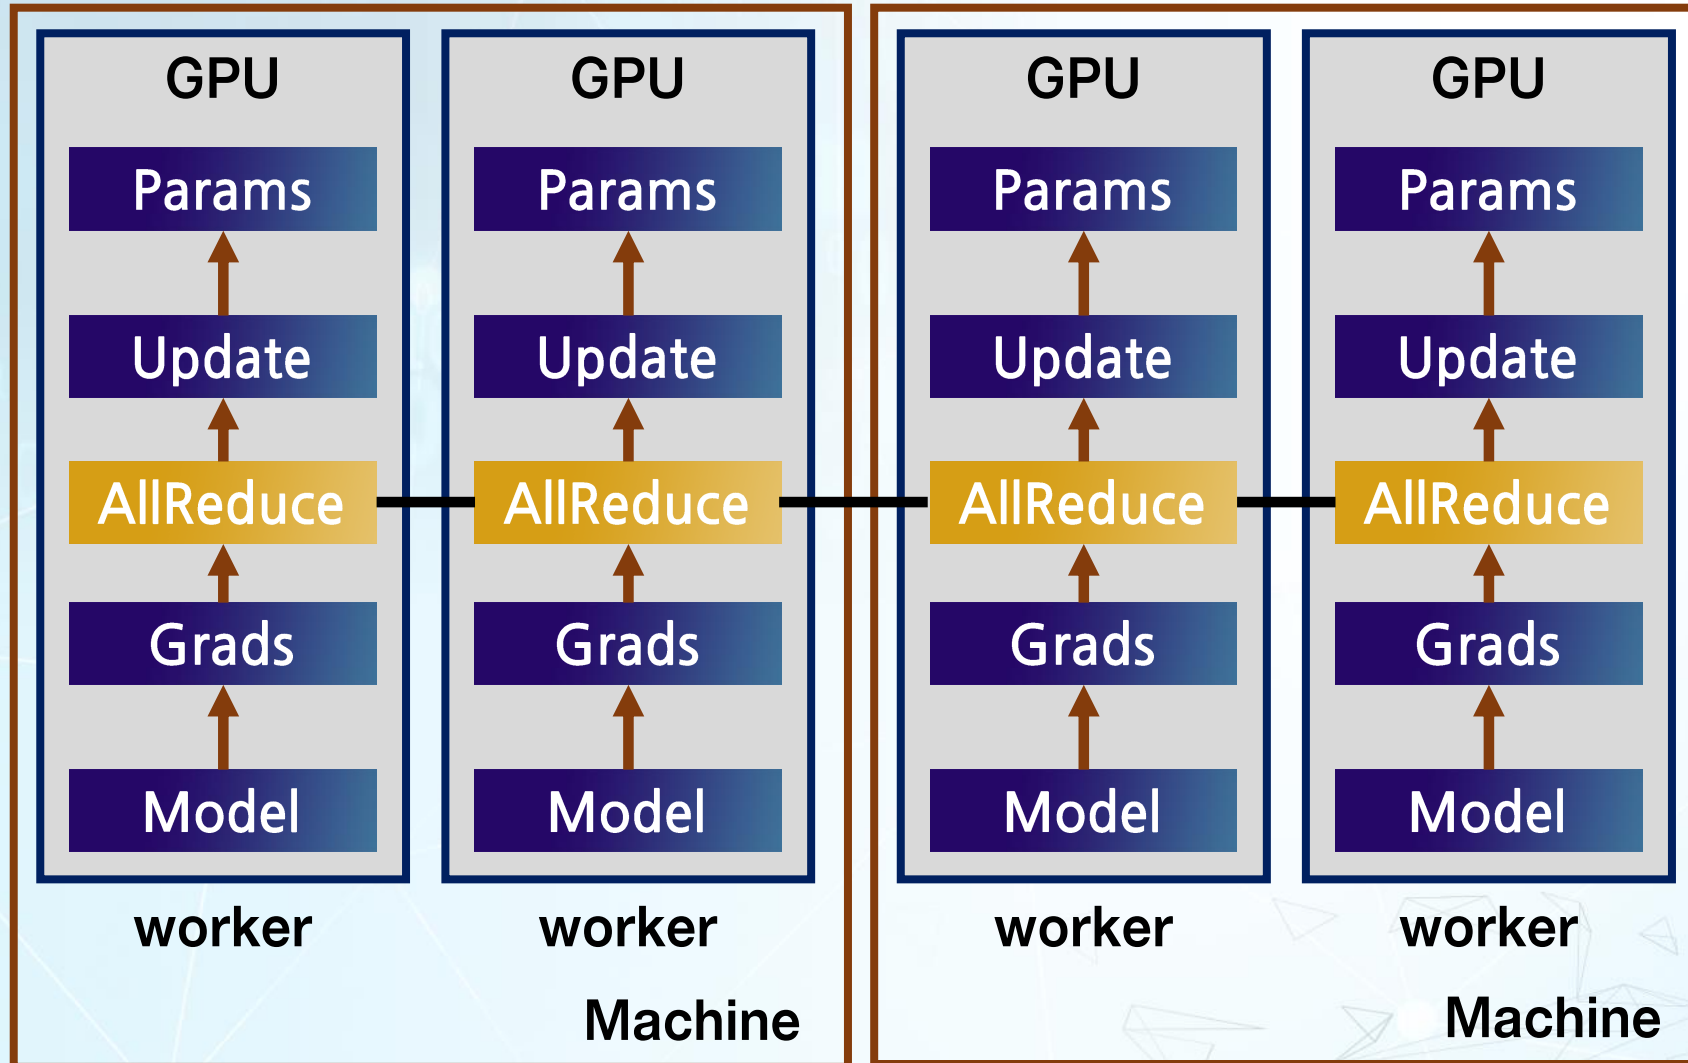 GPU
Params
Update
AllReduce
Grads
Model
worker
GPU
Params
Update
AllReduce
Grads
Model
worker
Machine
GPU
Params
Update
AllReduce
Grads
Model
worker
GPU
Params
Update
AllReduce
Grads
Model
worker
Machine